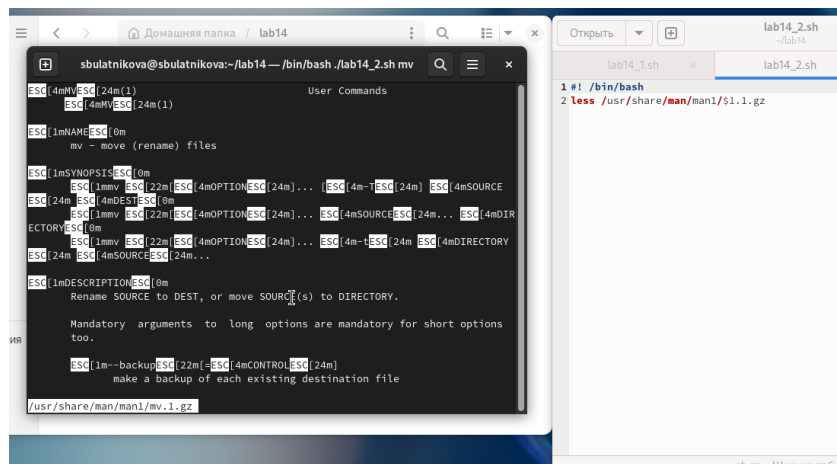 Домашняя папка / lab14
Открыть
lab14_2.sh
~/lab14
sbulatnikova@sbulatnikova:~/lab14 — /bin/bash ./lab14_2.sh mv
lab14_1.sh
lab14_2.sh
ESC[4mMVESC[24m(1) User Commands
ESC[4mMVESC[24m(1)
ESC[1mNAMEESC[0m
mv - move (rename) files
ESC[1mSYNOPSISESC[0m
ESC[1mmv ESC[22m[ESC[4mOPTIONESC[24m]... [ESC[4m-TESC[24m] ESC[4mSOURCE
ESC[24m ESC[4mDESTESC[0m
ESC[1mmv ESC[22m[ESC[4mOPTIONESC[24m]... ESC[4mSOURCEESC[24m... ESC[4mDIR
ECTORYESC[0m
ESC[1mmv ESC[22m[ESC[4mOPTIONESC[24m]... ESC[4m-tESC[24m ESC[4mDIRECTORY
ESC[24m ESC[4mSOURCEESC[24m...
ESC[1mDESCRIPTIONESC[0m
Rename SOURCE to DEST, or move SOURCE(s) to DIRECTORY.
Mandatory arguments to long options are mandatory for short options
too.
ESC[1m--backupESC[22m[=ESC[4mCONTROLESC[24m]
make a backup of each existing destination file
/usr/share/man/man1/mv.1.gz
1 #! /bin/bash
2 less /usr/share/man/man1/$1.1.gz
ия